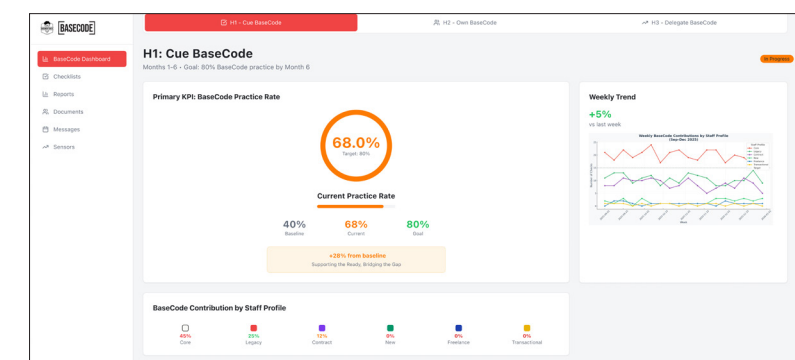 [BASECODE]
H1 - Cue BaseCode
H2 - Own BaseCode
H3 - Delegate BaseCode
BaseCode Dashboard
Checklists
Reports
Documents
Messages
Sensors
H1: Cue BaseCode
Months 1-6 • Goal: 80% BaseCode practice by Month 6
In Progress
Primary KPI: BaseCode Practice Rate
68.0%
Target: 80%
Current Practice Rate
40%
Baseline
68%
Current
80%
Goal
+28% from baseline
Supporting the Ready, Bridging the Gap
Weekly Trend
+5%
vs last week
Weekly BaseCode Contributions by Staff Profile
(Sep-Dec 2025)
BaseCode Contribution by Staff Profile
45%
Core
25%
Legacy
12%
Contract
New
Freelance
Transactional